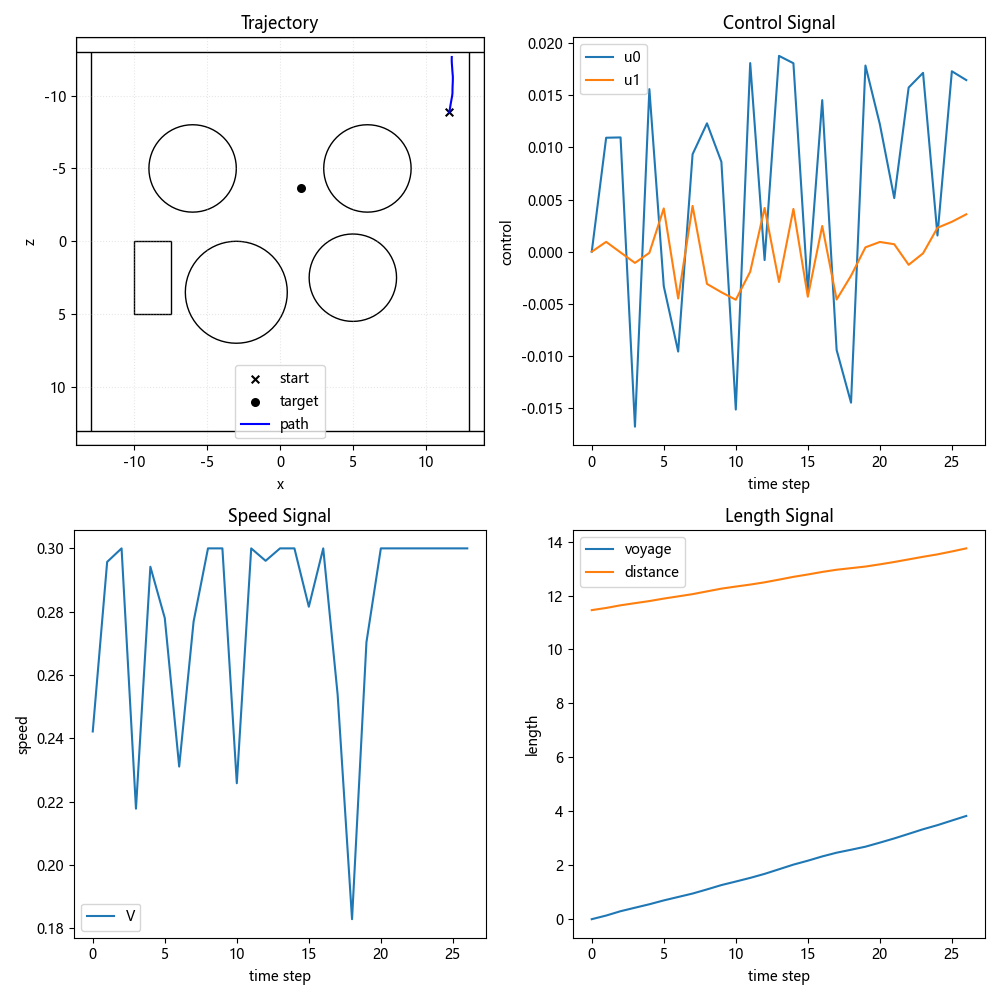 Trajectory
-10
-5
0
5
10
z
-10
-5
0
5
10
x
start
target
path
Control Signal
0.020
0.015
0.010
0.005
0.000
-0.005
-0.010
-0.015
control
u0
u1
0
5
10
15
20
25
time step
Speed Signal
0.30
0.28
0.26
0.24
0.22
0.20
0.18
speed
V
0
5
10
15
20
25
time step
Length Signal
14
12
10
8
6
4
2
0
length
voyage
distance
0
5
10
15
20
25
time step